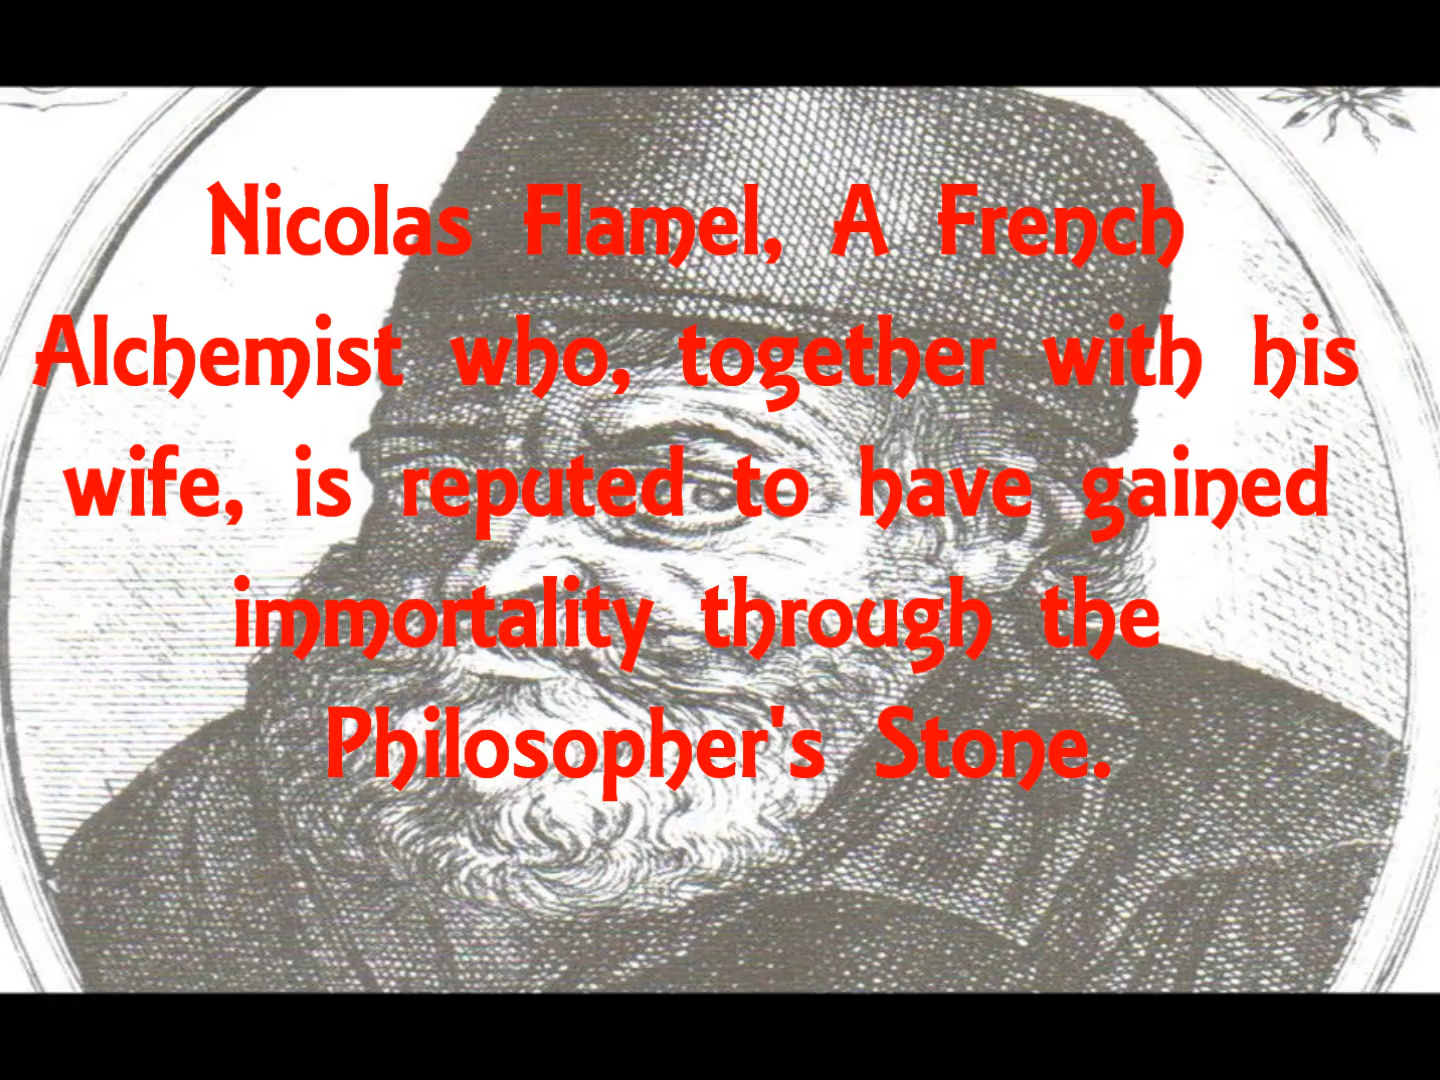 Nicolas Flamel, A French
Alchemist who, together with his
wife, is reputed to have gained
immortality through the
Philosopher's Stone.